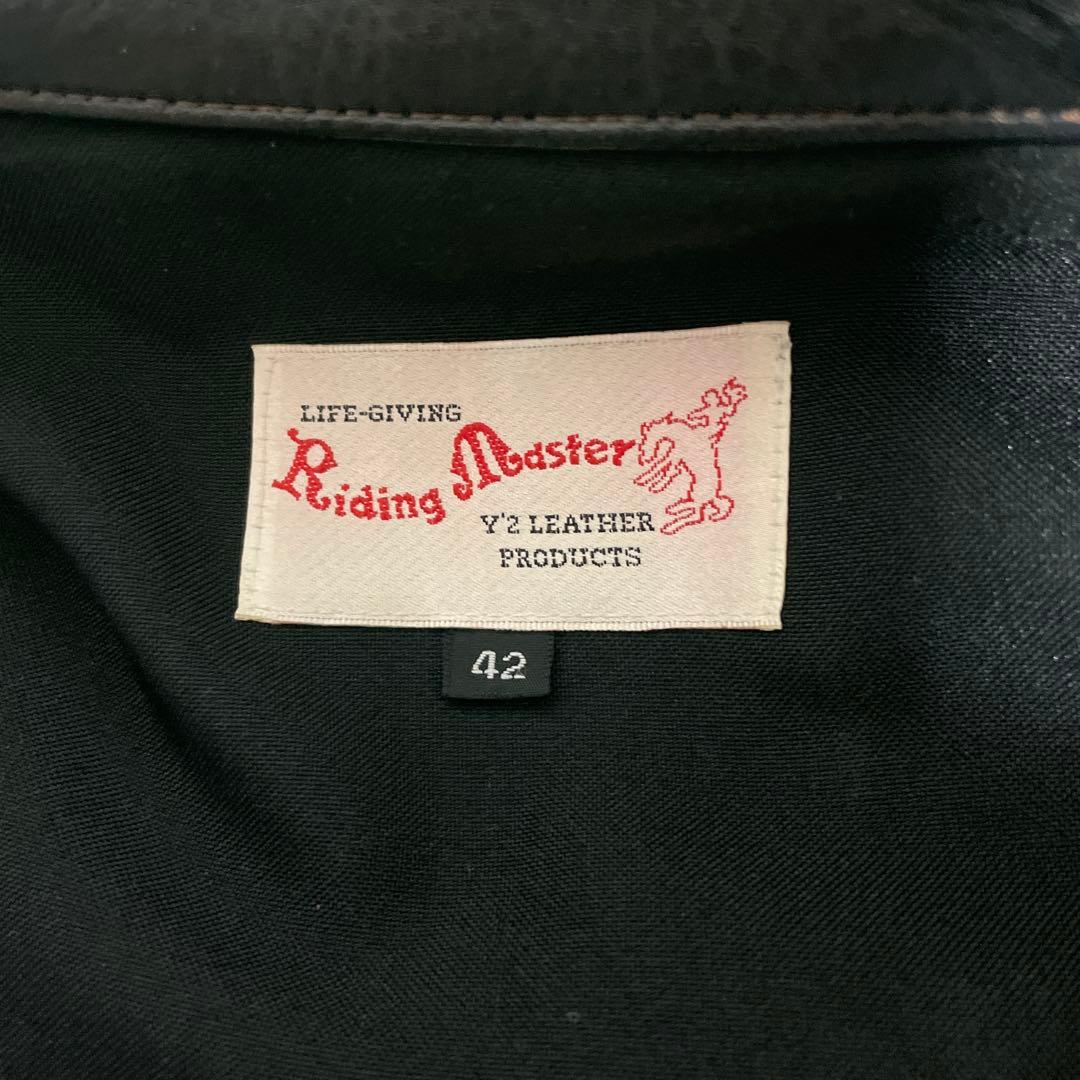 LIFE-GIVING
Riding Master
Y'2 LEATHER
PRODUCTS
42